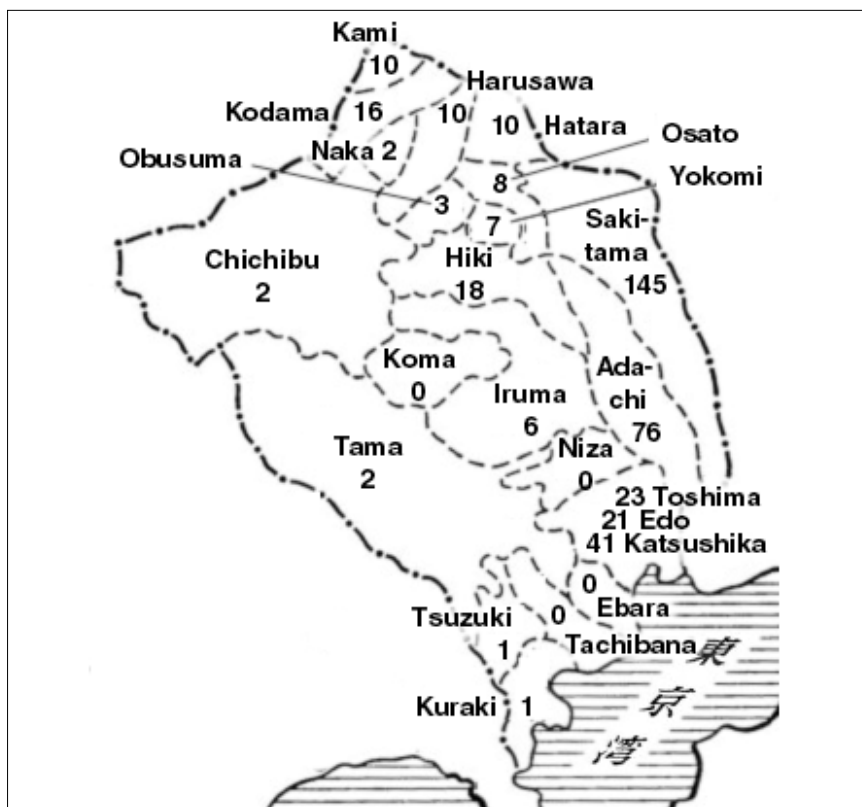 Kami
10
Harusawa
Kodama
16
10
10
Hatara
Osato
Obusuma
Naka 2
8
Yokomi
3
7
Saki-
tama
145
Chichibu
2
Hiki
18
Koma
0
Ada-
chi
76
Iruma
6
Tama
2
Niza
0
23 Toshima
21 Edo
41 Katsushika
0
Ebara
0
Tsuzuki
1
Tachibana
Kuraki
1
東
京
湾